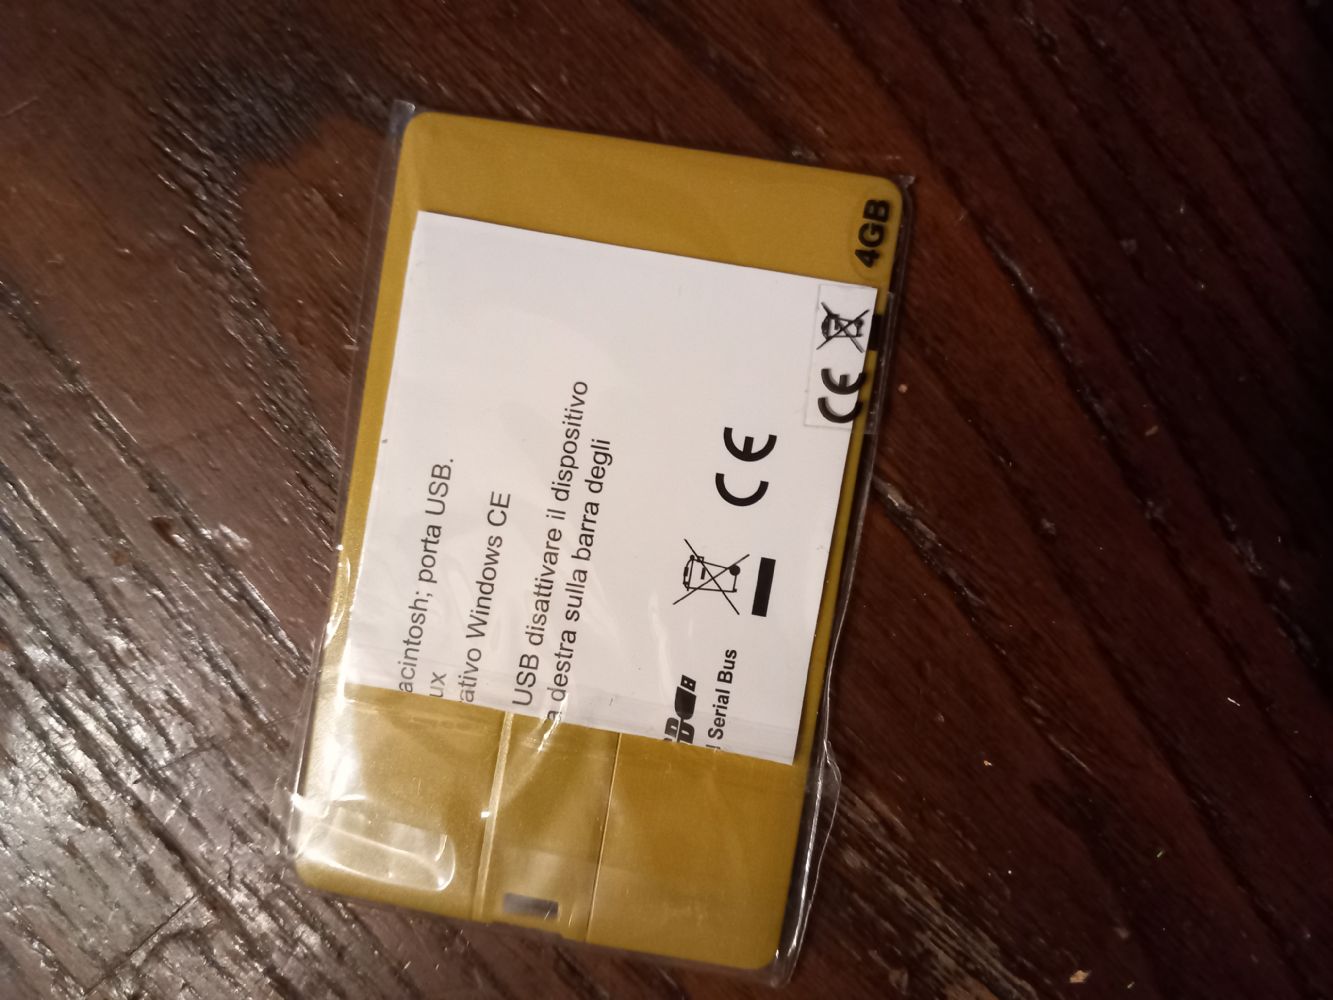 4GB
CE
acintosh; porta USB.
ux
ativo Windows CE
USB disattivare il dispositivo
a destra sulla barra degli
CE
l Serial Bus